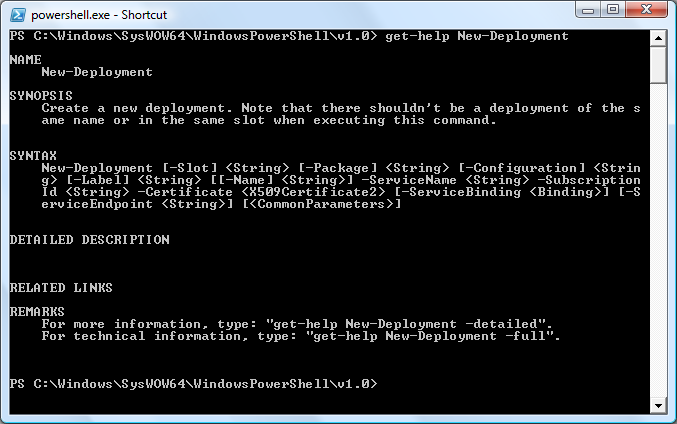 powershell.exe - Shortcut
PS C:\Windows\SysWOW64\WindowsPowerShell\v1.0> get-help New-Deployment
NAME
New-Deployment
SYNOPSIS
Create a new deployment. Note that there shouldn't be a deployment of the s
ame name or in the same slot when executing this command.
SYNTAX
New-Deployment [-Slot] <String> [-Package] <String> [-Configuration] <Strin
g> [-Label] <String> [[-Name] <String>] -ServiceName <String> -Subscription
Id <String> -Certificate <X509Certificate2> [-ServiceBinding <Binding>] [-S
erviceEndpoint <String>] [<CommonParameters>]
DETAILED DESCRIPTION
RELATED LINKS
REMARKS
For more information, type: "get-help New-Deployment -detailed".
For technical information, type: "get-help New-Deployment -full".
PS C:\Windows\SysWOW64\WindowsPowerShell\v1.0>